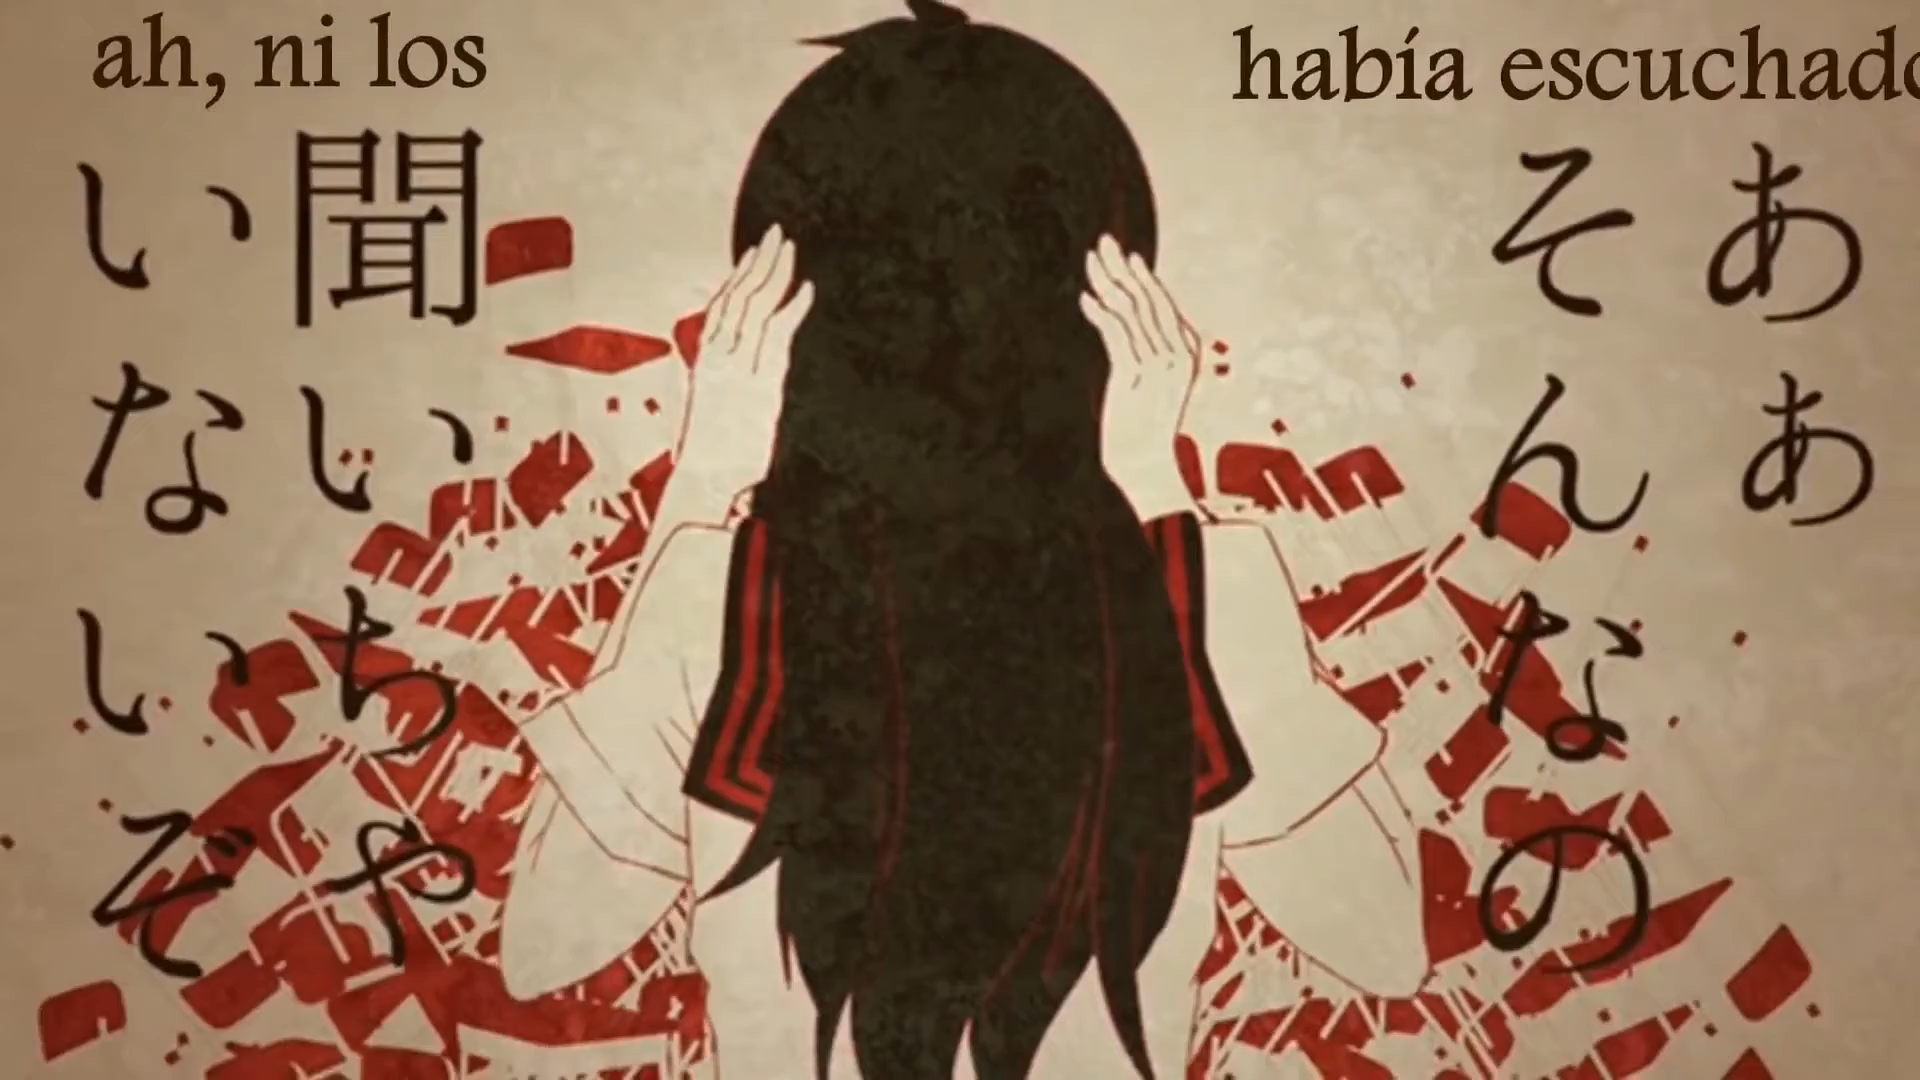 ah, ni los
había escuchado
あぁ
そんなの
聞いちゃ
いないぞ